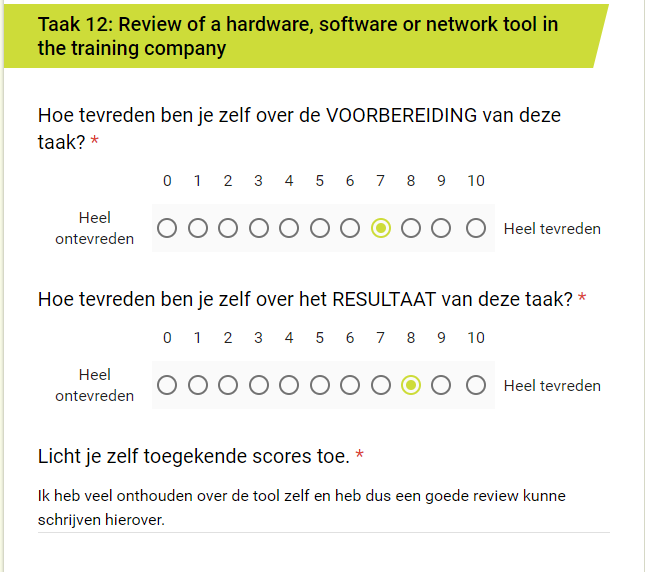 Taak 12: Review of a hardware, software or network tool in
the training company
Hoe tevreden ben je zelf over de VOORBEREIDING van deze
taak? *
0 1 2 3 4 5 6 7 8 9 10
Heel
ontevreden
Heel tevreden
Hoe tevreden ben je zelf over het RESULTAAT van deze taak? *
0 1 2 3 4 5 6 7 8 9 10
Heel
ontevreden
Heel tevreden
Licht je zelf toegekende scores toe. *
Ik heb veel onthouden over de tool zelf en heb dus een goede review kunne
schrijven hierover.